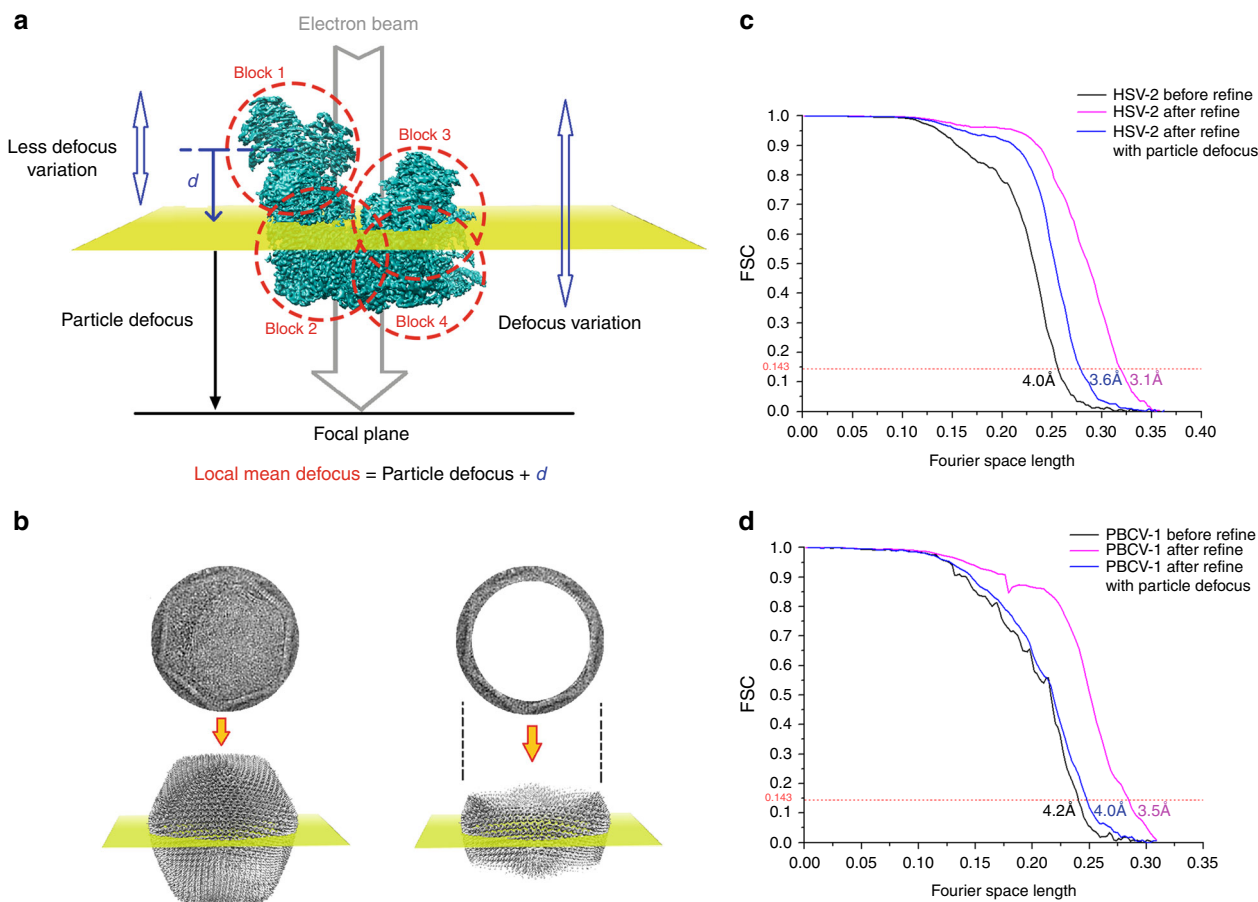 a
Electron beam
Block 1
Block 3
Less defocus
variation
d
Particle defocus
Block 2
Block 4
Defocus variation
Focal plane
Local mean defocus = Particle defocus + d
b
c
HSV-2 before refine
HSV-2 after refine
HSV-2 after refine
with particle defocus
1.0
0.9
0.8
0.7
0.6
0.5
0.4
0.3
0.2
0.143
0.1
0.0
FSC
4.0Å
3.6Å
3.1Å
0.00 0.05 0.10 0.15 0.20 0.25 0.30 0.35 0.40
Fourier space length
d
PBCV-1 before refine
PBCV-1 after refine
PBCV-1 after refine
with particle defocus
1.0
0.9
0.8
0.7
0.6
0.5
0.4
0.3
0.2
0.143
0.1
0.0
FSC
4.2Å
4.0Å
3.5Å
0.00 0.05 0.10 0.15 0.20 0.25 0.30 0.35
Fourier space length